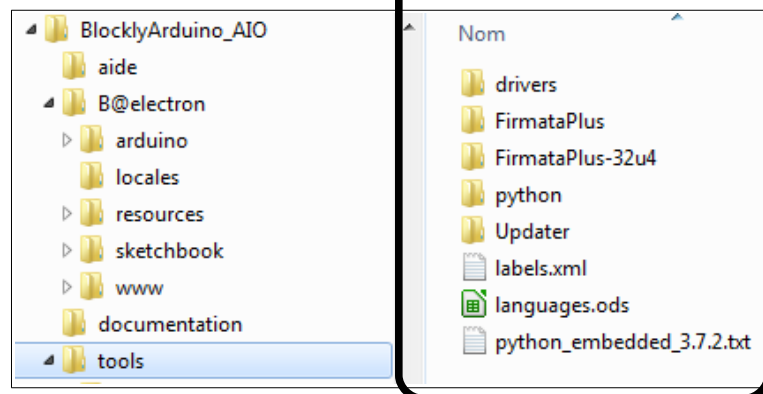 BlocklyArduino_AIO
aide
B@electron
arduino
locales
resources
sketchbook
www
documentation
tools
Nom
drivers
FirmataPlus
FirmataPlus-32u4
python
Updater
labels.xml
languages.ods
python_embedded_3.7.2.txt